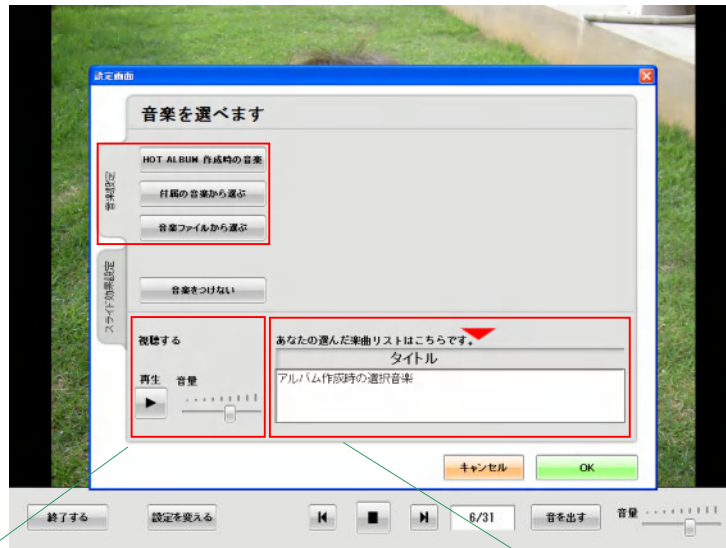 設定画面
音楽を選べます
音楽設定
HOT ALBUM 作成時の音楽
付属の音楽から選ぶ
音楽ファイルから選ぶ
スライド効果設定
音楽をつけない
視聴する
再生 音量
あなたの選んだ楽曲リストはこちらです。
タイトル
アルバム作成時の選択音楽
キャンセル
OK
終了する
設定を変える
6/31
音を出す
音量